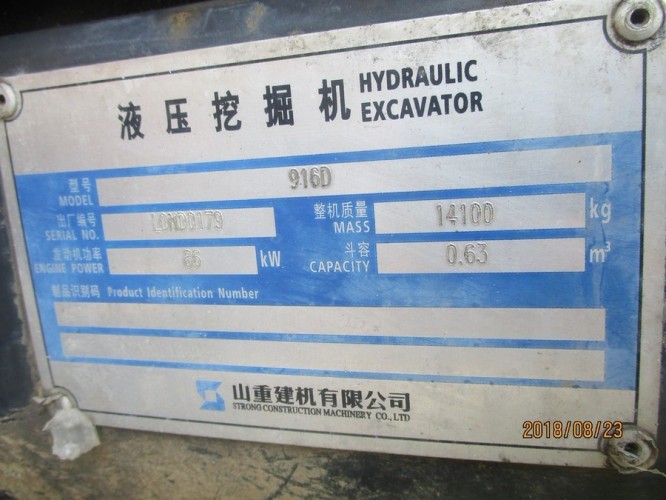 液压挖掘机 HYDRAULIC EXCAVATOR
型号 MODEL 916D
出厂编号 SERIAL NO.
整机质量 MASS 14100 kg
发动机功率 ENGINE POWER kW
斗容 CAPACITY 0.63 m³
制品识别码 Product Identification Number
山重建机有限公司
STRONG CONSTRUCTION MACHINERY CO., LTD
2018/08/23